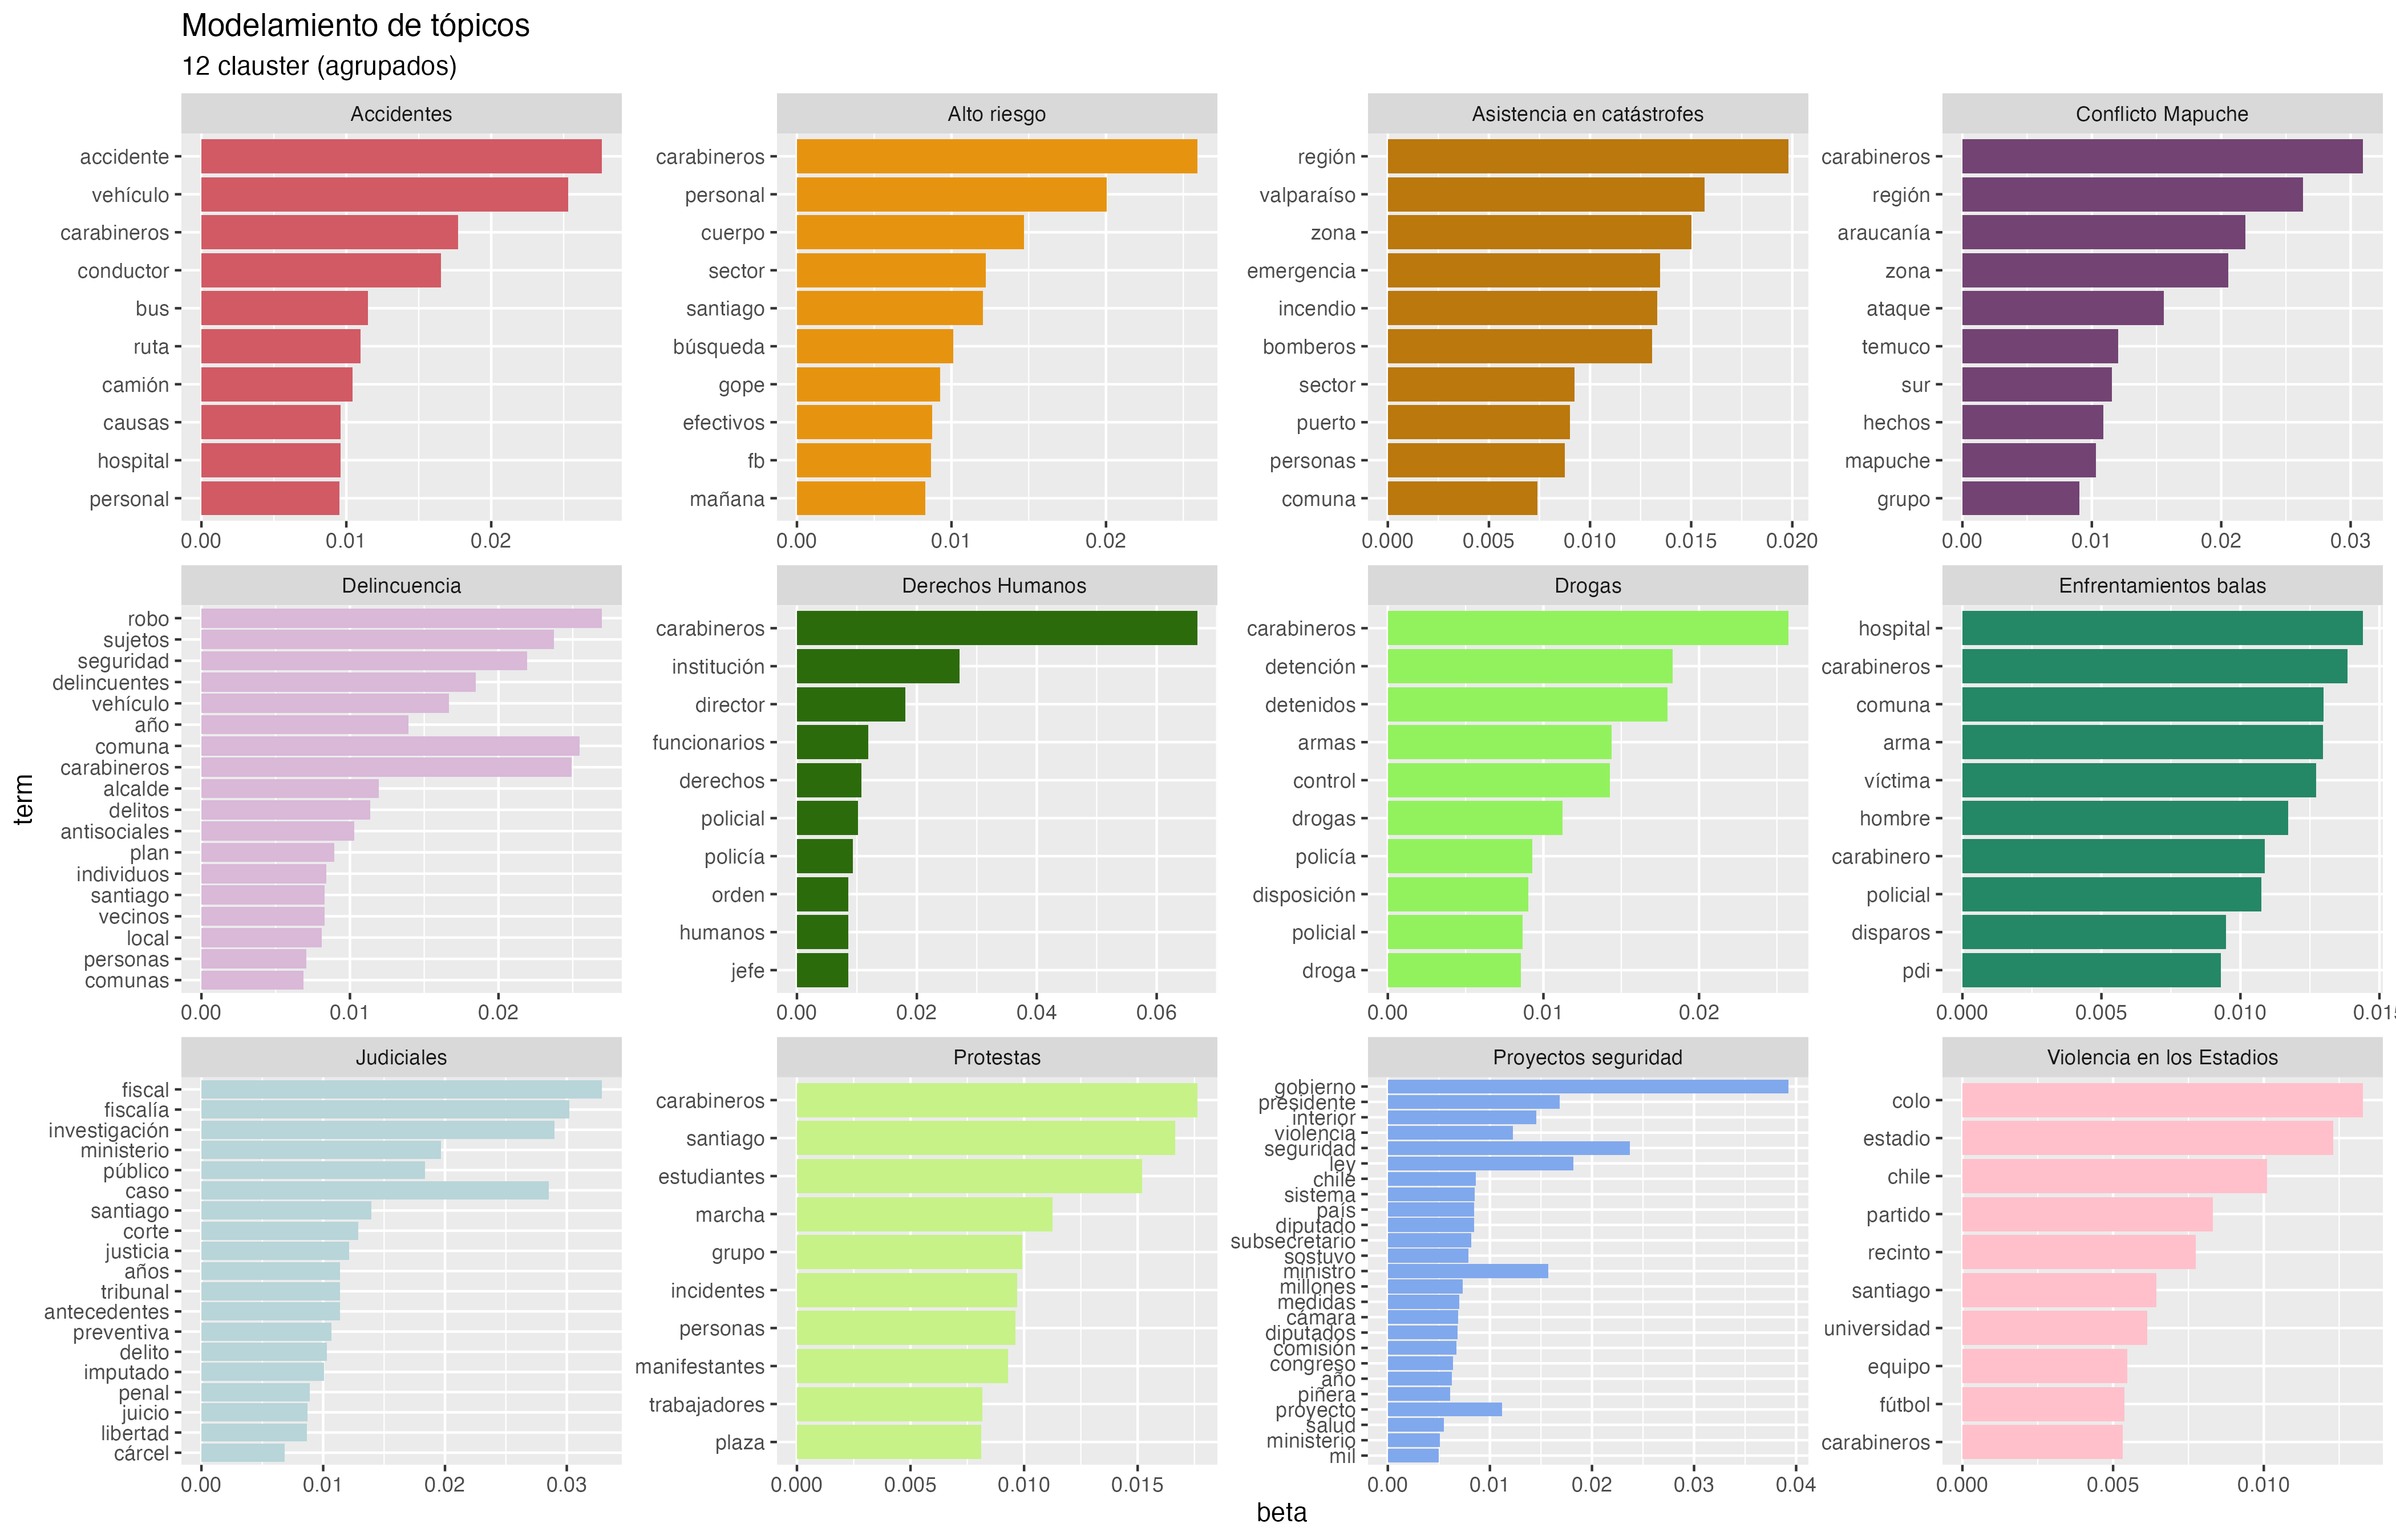 Modelamiento de tópicos
12 clauster (agrupados)
Accidentes
accidente
vehículo
carabineros
conductor
bus
ruta
camión
causas
hospital
personal
0.00 0.01 0.02
Alto riesgo
carabineros
personal
cuerpo
sector
santiago
búsqueda
gope
efectivos
fb
mañana
0.00 0.01 0.02
Asistencia en catástrofes
región
valparaíso
zona
emergencia
incendio
bomberos
sector
puerto
personas
comuna
0.000 0.005 0.010 0.015 0.020
Conflicto Mapuche
carabineros
región
araucanía
zona
ataque
temuco
sur
hechos
mapuche
grupo
0.00 0.01 0.02 0.03
term
Delincuencia
robo
sujetos
seguridad
delincuentes
vehículo
año
comuna
carabineros
alcalde
delitos
antisociales
plan
individuos
santiago
vecinos
local
personas
comunas
0.00 0.01 0.02
Derechos Humanos
carabineros
institución
director
funcionarios
derechos
policial
policía
orden
humanos
jefe
0.00 0.02 0.04 0.06
Drogas
carabineros
detención
detenidos
armas
control
drogas
policía
disposición
policial
droga
0.00 0.01 0.02
Enfrentamientos balas
hospital
carabineros
comuna
arma
víctima
hombre
carabinero
policial
disparos
pdi
0.000 0.005 0.010 0.015
Judiciales
fiscal
fiscalía
investigación
ministerio
público
caso
santiago
corte
justicia
años
tribunal
antecedentes
preventiva
delito
imputado
penal
juicio
libertad
cárcel
0.00 0.01 0.02 0.03
Protestas
carabineros
santiago
estudiantes
marcha
grupo
incidentes
personas
manifestantes
trabajadores
plaza
0.000 0.005 0.010 0.015
Proyectos seguridad
gobierno
presidente
interior
violencia
seguridad
ley
chile
sistema
país
diputado
subsecretario
sostuvo
ministro
millones
medidas
cámara
diputados
comisión
congreso
año
piñera
proyecto
salud
ministerio
mil
0.00 0.01 0.02 0.03 0.04
Violencia en los Estadios
colo
estadio
chile
partido
recinto
santiago
universidad
equipo
fútbol
carabineros
0.000 0.005 0.010
beta